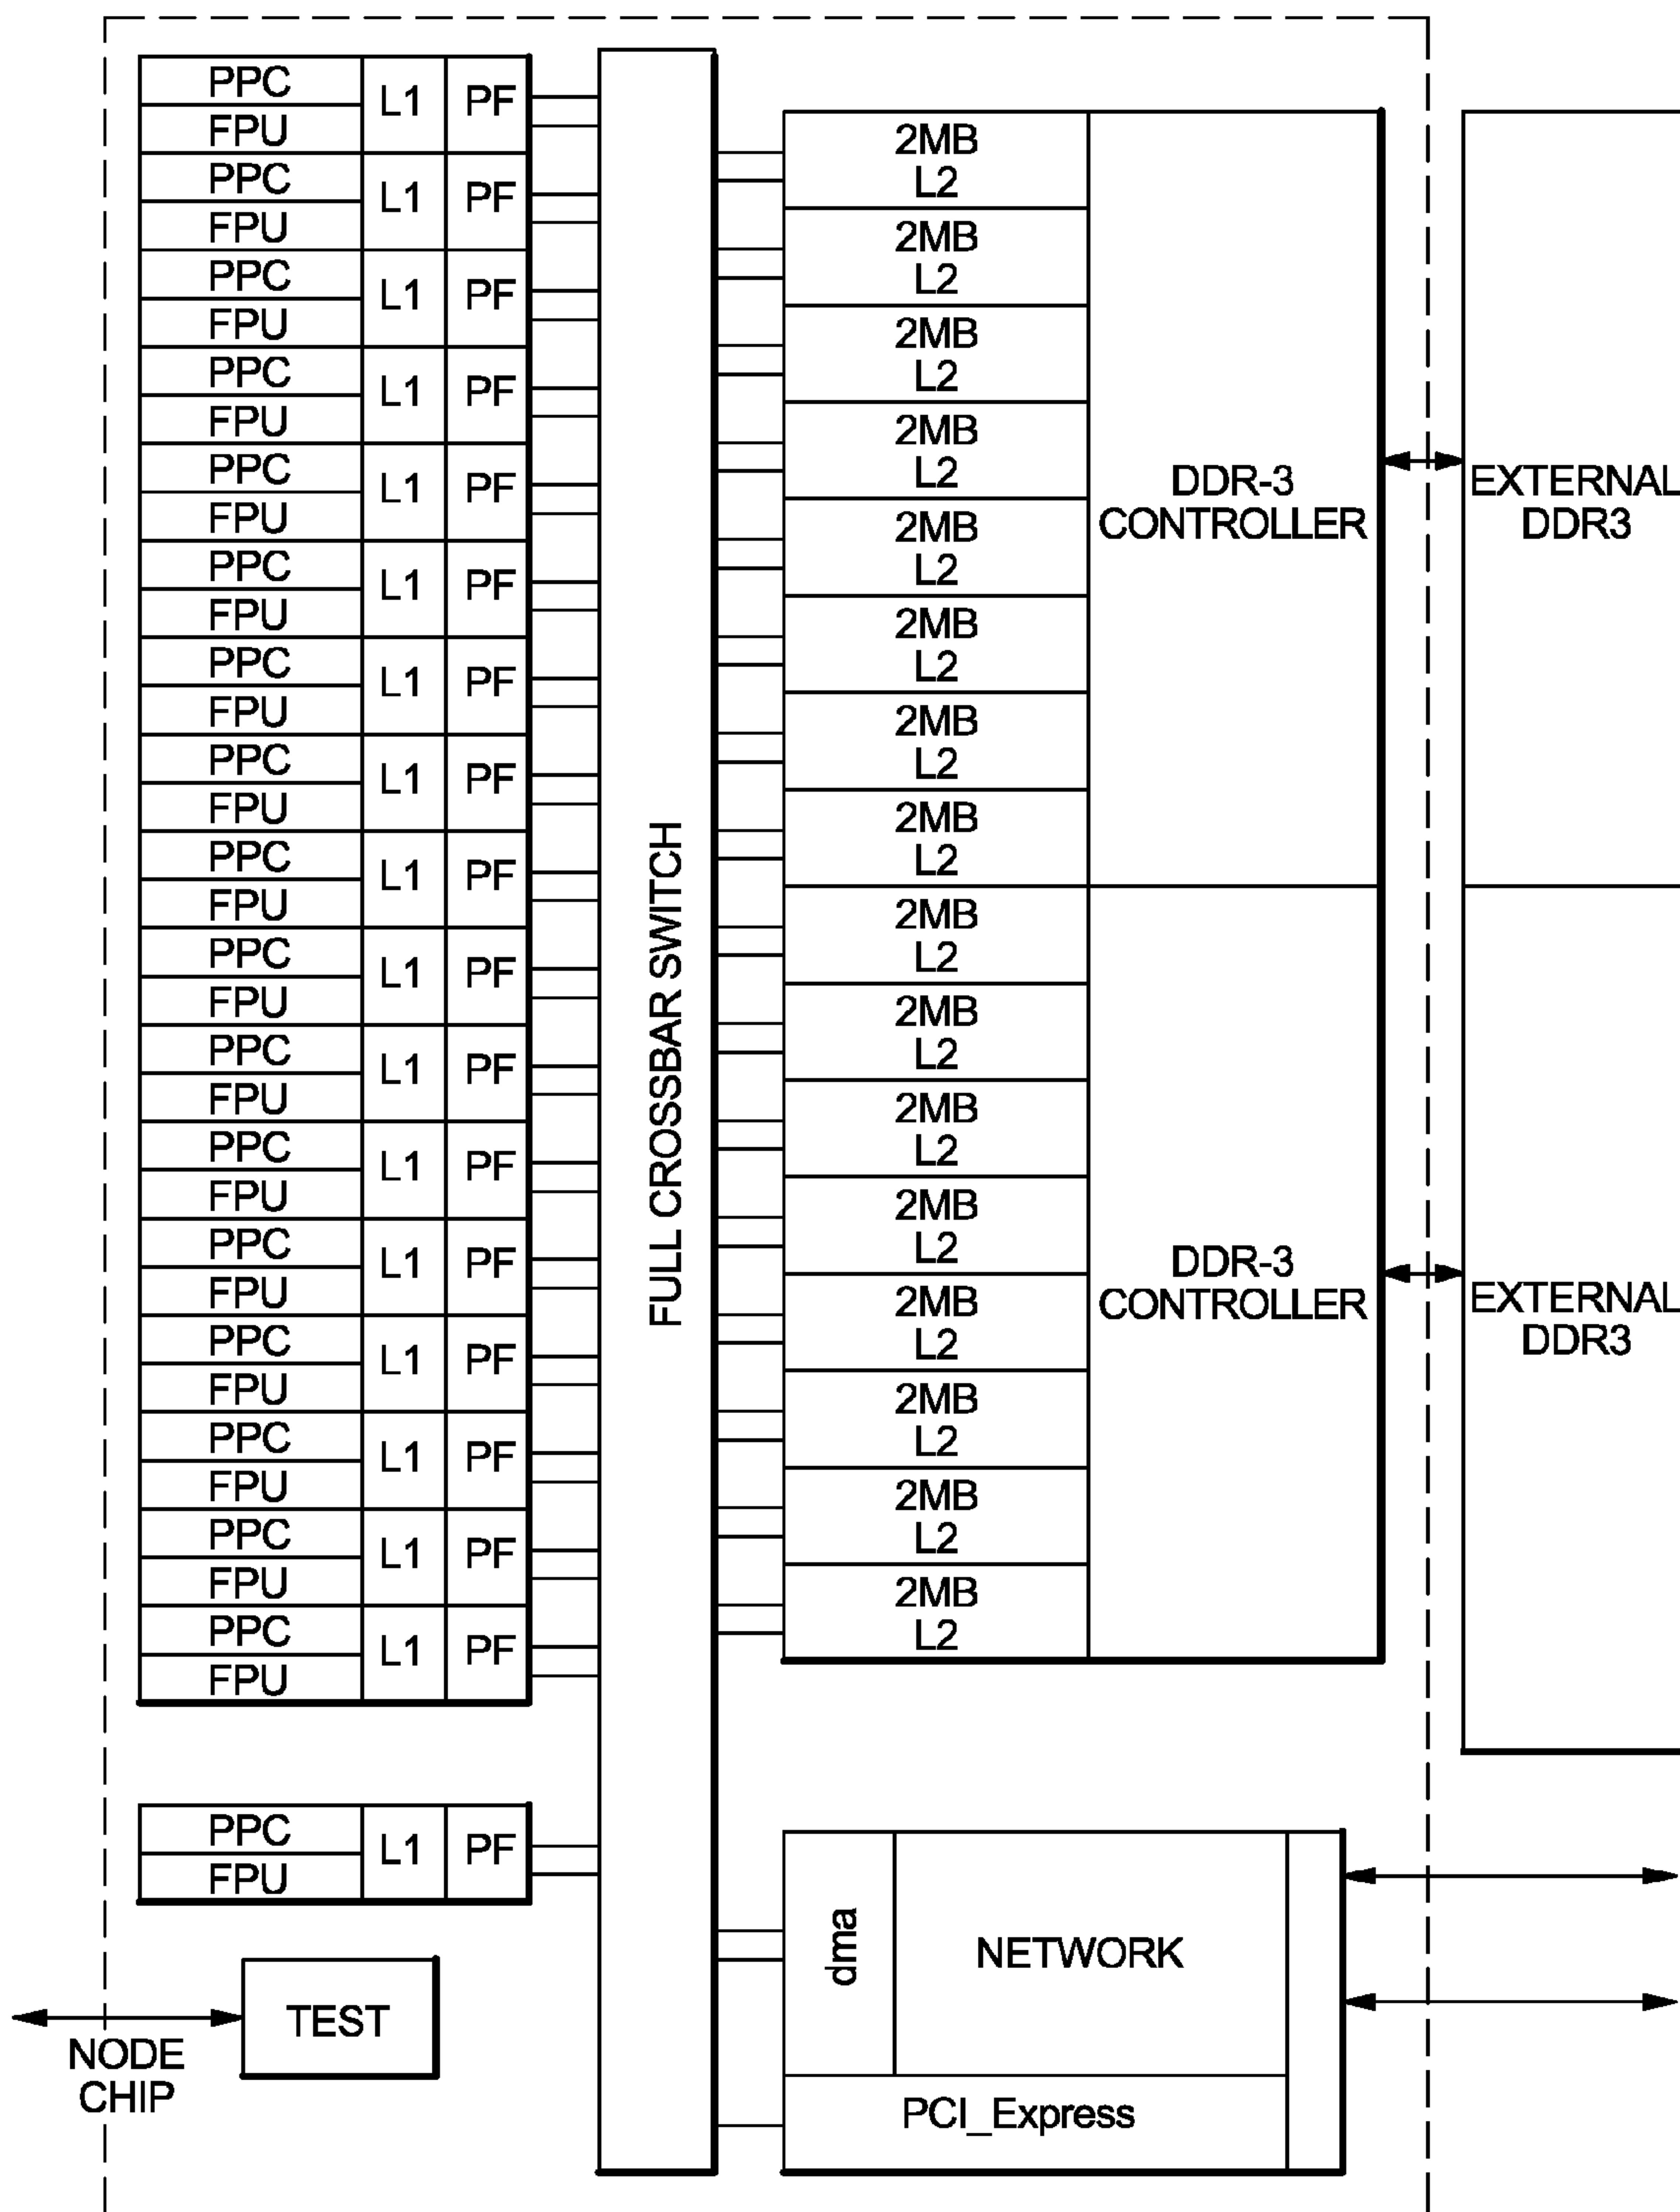 PPC
FPU
L1
PF
PPC
FPU
L1
PF
PPC
FPU
L1
PF
PPC
FPU
L1
PF
PPC
FPU
L1
PF
PPC
FPU
L1
PF
PPC
FPU
L1
PF
PPC
FPU
L1
PF
PPC
FPU
L1
PF
PPC
FPU
L1
PF
PPC
FPU
L1
PF
PPC
FPU
L1
PF
PPC
FPU
L1
PF
PPC
FPU
L1
PF
PPC
FPU
L1
PF
PPC
FPU
L1
PF
PPC
FPU
L1
PF
PPC
FPU
L1
PF
TEST
NODE
CHIP
FULL CROSSBAR SWITCH
2MB
L2
2MB
L2
2MB
L2
2MB
L2
2MB
L2
2MB
L2
2MB
L2
2MB
L2
2MB
L2
2MB
L2
2MB
L2
2MB
L2
2MB
L2
2MB
L2
2MB
L2
2MB
L2
DDR-3
CONTROLLER
DDR-3
CONTROLLER
EXTERNAL
DDR3
EXTERNAL
DDR3
dma
NETWORK
PCI_Express